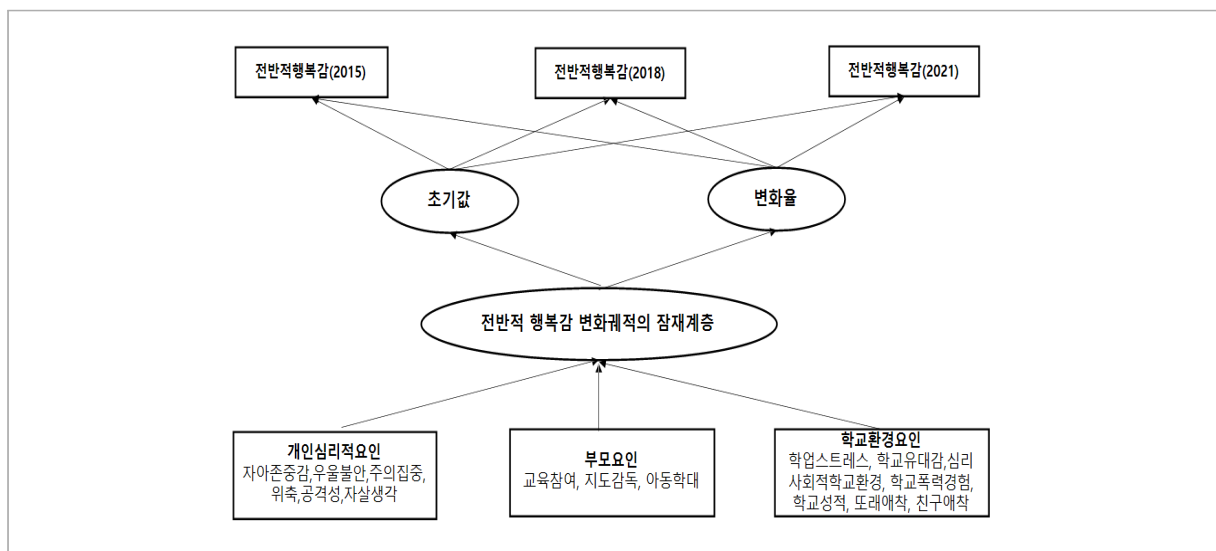 전반적행복감(2015)
전반적행복감(2018)
전반적행복감(2021)
초기값
변화율
전반적 행복감 변화궤적의 잠재계층
개인심리적요인
자아존중감,우울불안,주의집중,
위축,공격성,자살생각
부모요인
교육참여, 지도감독, 아동학대
학교환경요인
학업스트레스, 학교유대감,심리
사회적학교환경, 학교폭력경험,
학교성적, 또래애착, 친구애착